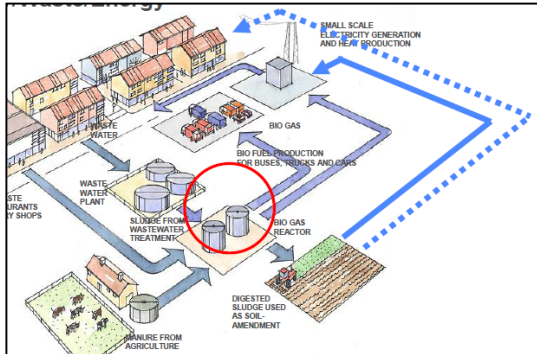 SMALL SCALE
ELECTRICITY GENERATION
AND HEAT PRODUCTION
WASTE
WATER
BIO GAS
BIO FUEL PRODUCTION
FOR BUSES, TRUCKS AND CARS
WASTE
WATER
PLANT
SLUDGE FROM
WASTEWATER
TREATMENT
BIO GAS
REACTOR
DIGESTED
SLUDGE USED
AS SOIL-
AMENDMENT
MANURE FROM
AGRICULTURE